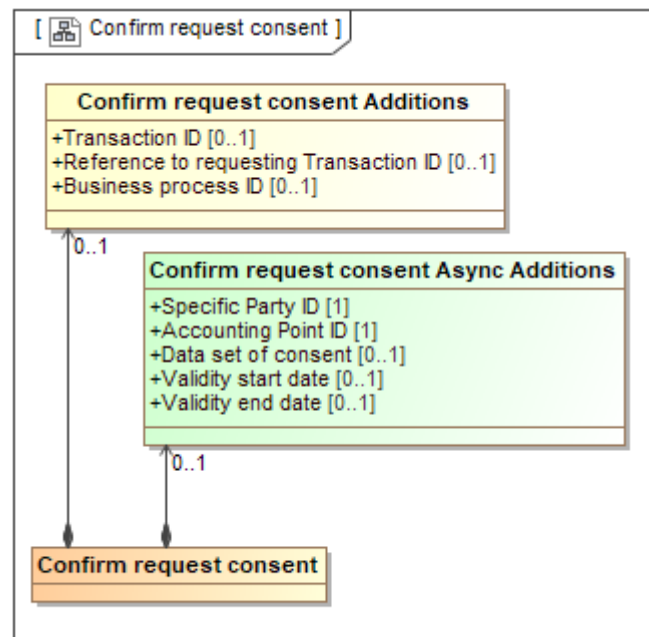 [ Confirm request consent ]
Confirm request consent Additions
+Transaction ID [0..1]
+Reference to requesting Transaction ID [0..1]
+Business process ID [0..1]
0..1
Confirm request consent Async Additions
+Specific Party ID [1]
+Accounting Point ID [1]
+Data set of consent [0..1]
+Validity start date [0..1]
+Validity end date [0..1]
0..1
Confirm request consent